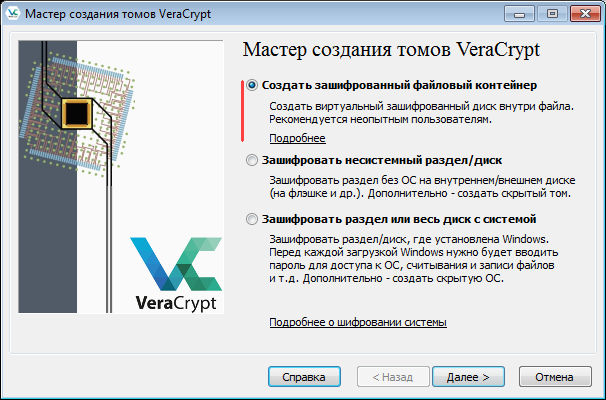 Мастер создания томов VeraCrypt
Мастер создания томов VeraCrypt
Создать зашифрованный файловый контейнер
Создать виртуальный зашифрованный диск внутри файла.
Рекомендуется неопытным пользователям.
Подробнее
Зашифровать несистемный раздел/диск
Зашифровать раздел без ОС на внутреннем/внешнем диске
(на флэшке и др.). Дополнительно - создать скрытый том.
Зашифровать раздел или весь диск с системой
Зашифровать раздел/диск, где установлена Windows.
Перед каждой загрузкой Windows нужно будет вводить
пароль для доступа к ОС, считывания и записи файлов
и т.д. Дополнительно - создать скрытую ОС.
VeraCrypt
Подробнее о шифровании системы
Справка
< Назад
Далее >
Отмена